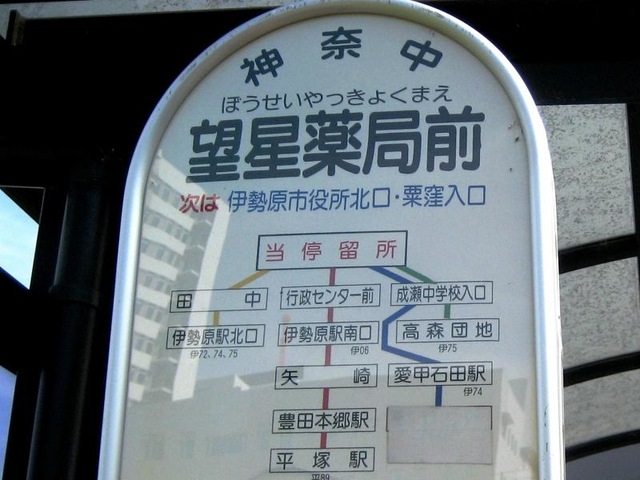 神奈中
ぼうせいやっきょくまえ
望星薬局前
次は 伊勢原市役所北口・粟窪入口
当停留所
田中 行政センター前 成瀬中学校入口
伊勢原駅北口 伊勢原駅南口 高森団地
伊72.74.75 伊06 伊75
矢崎 愛甲石田駅
伊74
豊田本郷駅
平塚駅
平89